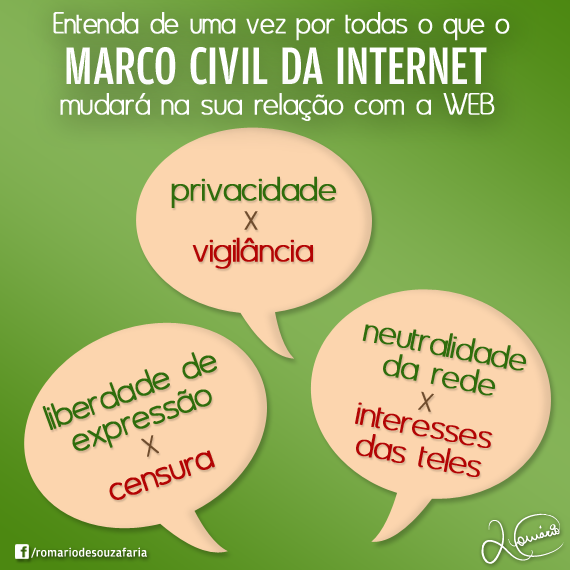 Entenda de uma vez por todas o que o
MARCO CIVIL DA INTERNET
mudará na sua relação com a WEB
privacidade
X
vigilância
liberdade de
expressão
X
censura
neutralidade
da rede
X
interesses
das teles
f/romariodesouzafaria
Romário